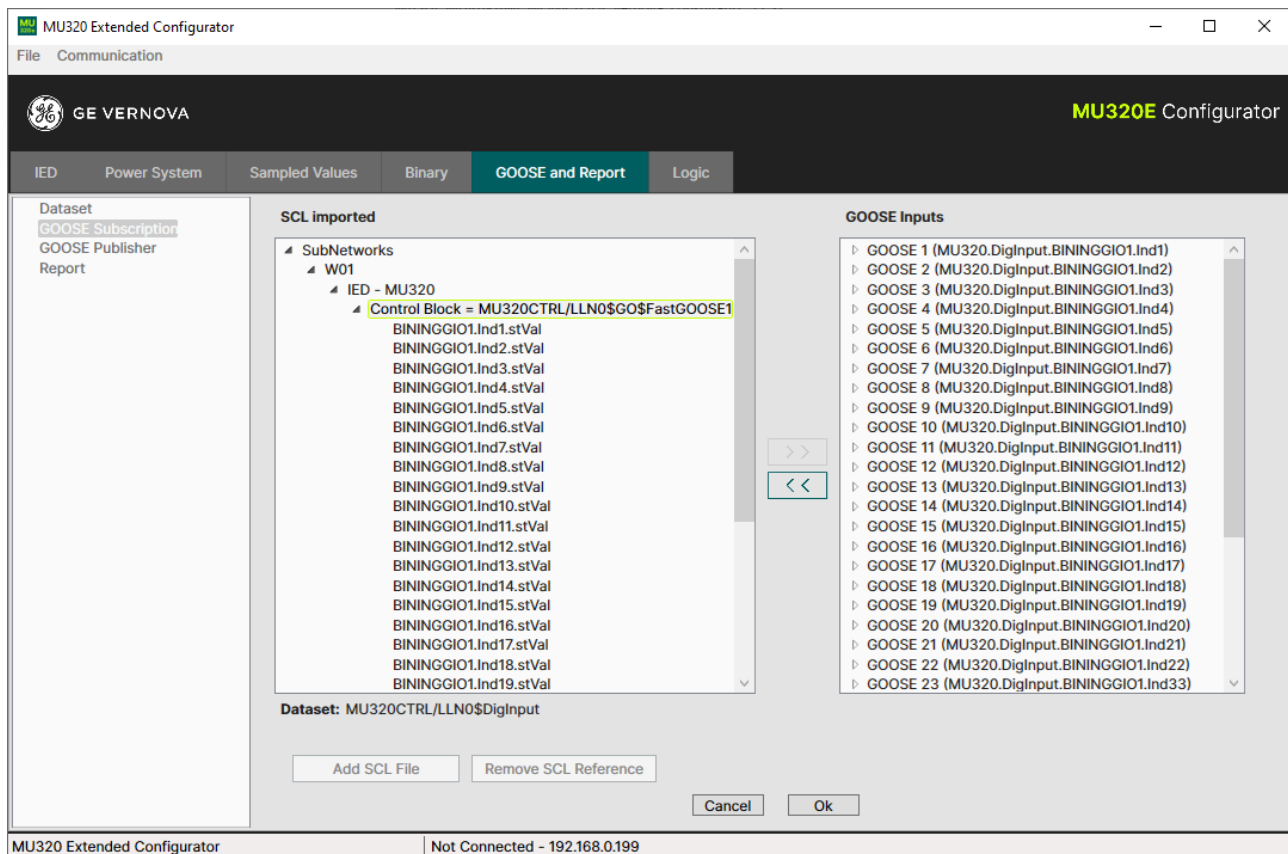 MU320 Extended Configurator
File Communication
GE VERNOVA
MU320E Configurator
IED Power System Sampled Values Binary GOOSE and Report Logic
Dataset
GOOSE Subscription
GOOSE Publisher
Report
SCL imported
SubNetworks
W01
IED - MU320
Control Block = MU320CTRL/LLN0$GO$FastGOOSE1
BININGGIO1.Ind1.stVal
BININGGIO1.Ind2.stVal
BININGGIO1.Ind3.stVal
BININGGIO1.Ind4.stVal
BININGGIO1.Ind5.stVal
BININGGIO1.Ind6.stVal
BININGGIO1.Ind7.stVal
BININGGIO1.Ind8.stVal
BININGGIO1.Ind9.stVal
BININGGIO1.Ind10.stVal
BININGGIO1.Ind11.stVal
BININGGIO1.Ind12.stVal
BININGGIO1.Ind13.stVal
BININGGIO1.Ind14.stVal
BININGGIO1.Ind15.stVal
BININGGIO1.Ind16.stVal
BININGGIO1.Ind17.stVal
BININGGIO1.Ind18.stVal
BININGGIO1.Ind19.stVal
Dataset: MU320CTRL/LLN0$DigInput
>>
<<
GOOSE Inputs
GOOSE 1 (MU320.DigInput.BININGGIO1.Ind1)
GOOSE 2 (MU320.DigInput.BININGGIO1.Ind2)
GOOSE 3 (MU320.DigInput.BININGGIO1.Ind3)
GOOSE 4 (MU320.DigInput.BININGGIO1.Ind4)
GOOSE 5 (MU320.DigInput.BININGGIO1.Ind5)
GOOSE 6 (MU320.DigInput.BININGGIO1.Ind6)
GOOSE 7 (MU320.DigInput.BININGGIO1.Ind7)
GOOSE 8 (MU320.DigInput.BININGGIO1.Ind8)
GOOSE 9 (MU320.DigInput.BININGGIO1.Ind9)
GOOSE 10 (MU320.DigInput.BININGGIO1.Ind10)
GOOSE 11 (MU320.DigInput.BININGGIO1.Ind11)
GOOSE 12 (MU320.DigInput.BININGGIO1.Ind12)
GOOSE 13 (MU320.DigInput.BININGGIO1.Ind13)
GOOSE 14 (MU320.DigInput.BININGGIO1.Ind14)
GOOSE 15 (MU320.DigInput.BININGGIO1.Ind15)
GOOSE 16 (MU320.DigInput.BININGGIO1.Ind16)
GOOSE 17 (MU320.DigInput.BININGGIO1.Ind17)
GOOSE 18 (MU320.DigInput.BININGGIO1.Ind18)
GOOSE 19 (MU320.DigInput.BININGGIO1.Ind19)
GOOSE 20 (MU320.DigInput.BININGGIO1.Ind20)
GOOSE 21 (MU320.DigInput.BININGGIO1.Ind21)
GOOSE 22 (MU320.DigInput.BININGGIO1.Ind22)
GOOSE 23 (MU320.DigInput.BININGGIO1.Ind33)
Add SCL File Remove SCL Reference
Cancel Ok
MU320 Extended Configurator Not Connected - 192.168.0.199